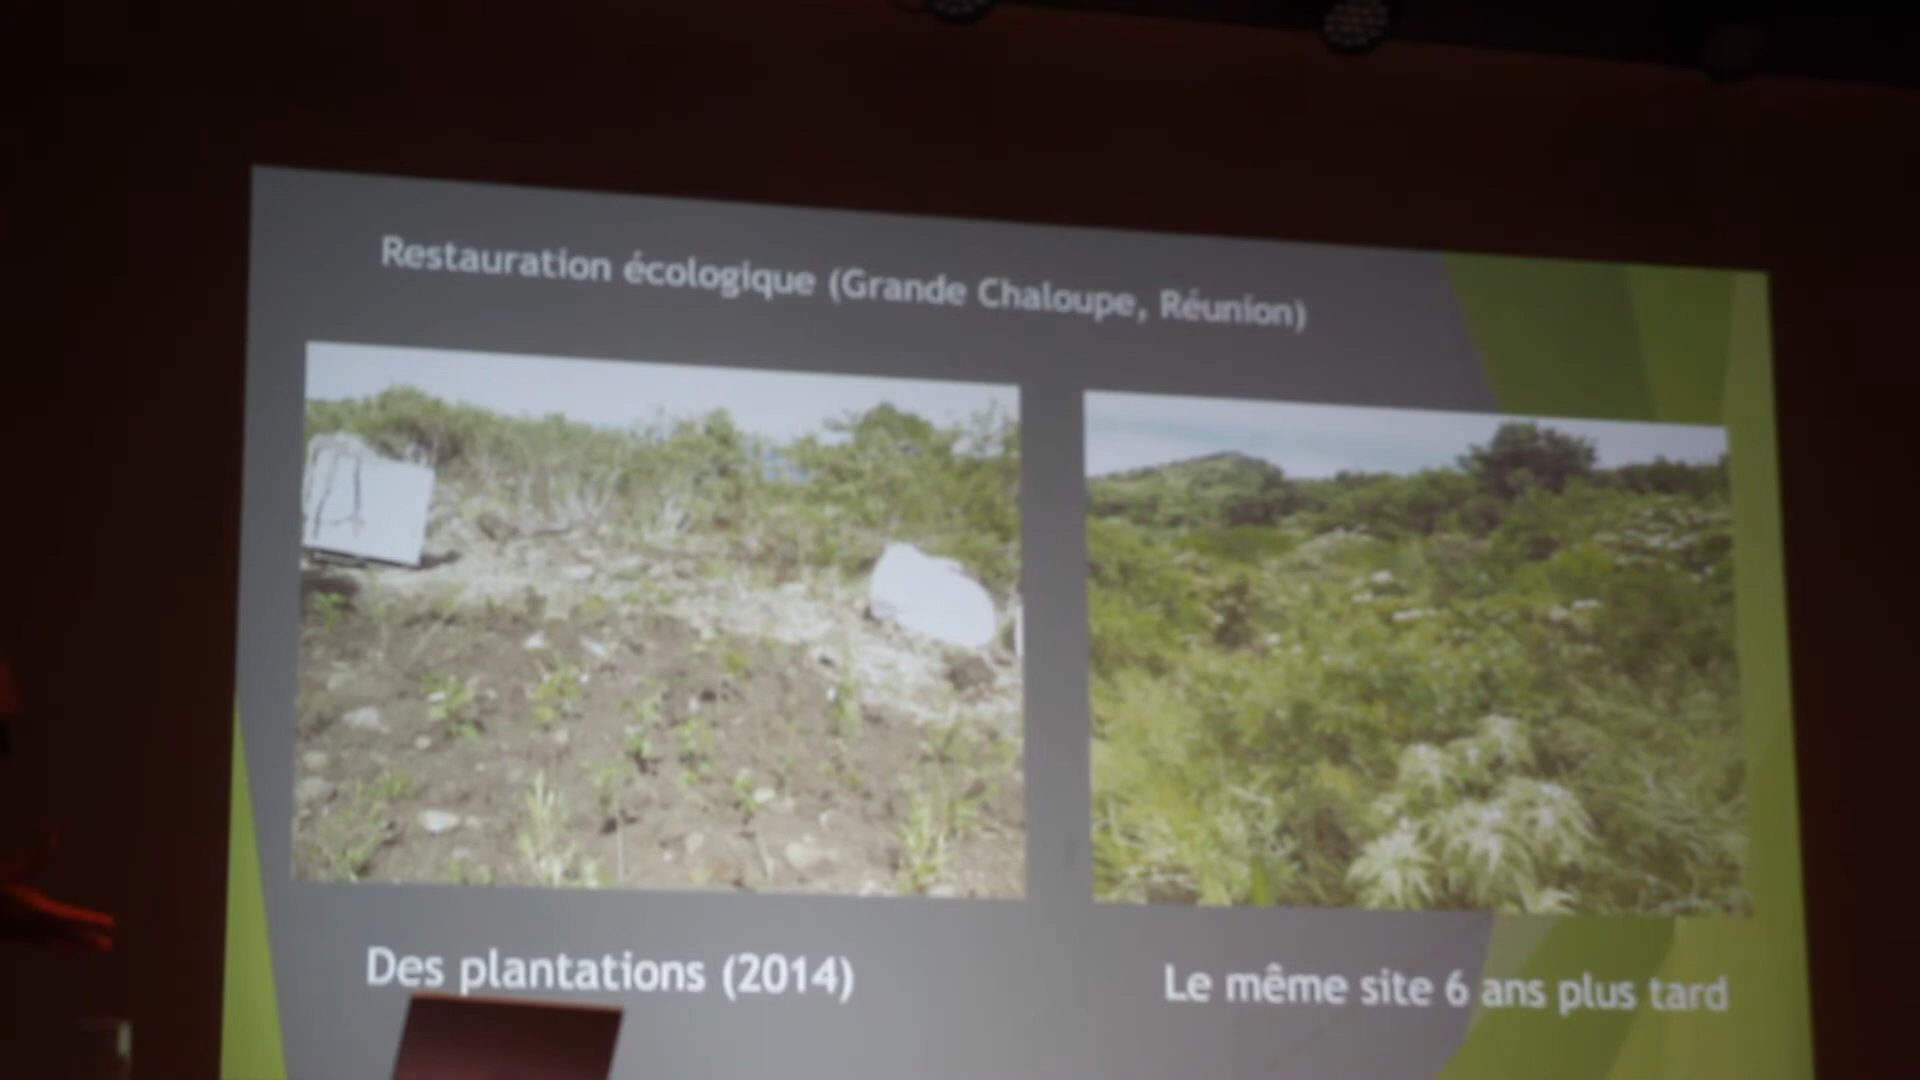 Restauration écologique (Grande Chaloupe, Réunion)
Des plantations (2014)
Le même site 6 ans plus tard